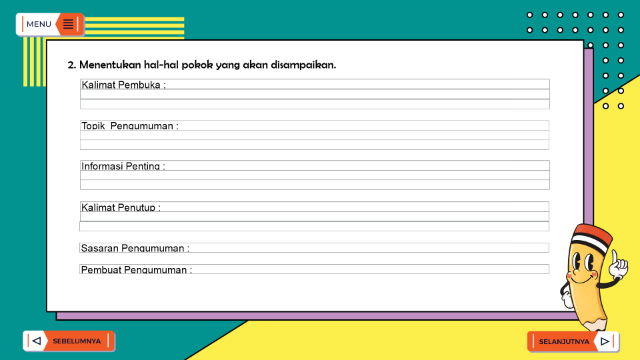 MENU
2. Menentukan hal-hal pokok yang akan disampaikan.
Kalimat Pembuka :
Topik Pengumuman :
Informasi Penting :
Kalimat Penutup :
Sasaran Pengumuman :
Pembuat Pengumuman :
SEBELUMNYA
SELANJUTNYA